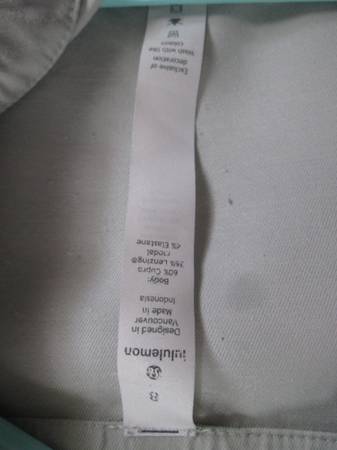 8
lululemon
Designed in
Vancouver
Made in
Indonesia
Body:
60% Cupro
36% Lenzing®
modal
4% Elastane
Exclusive of
decoration
Wash with like
colours